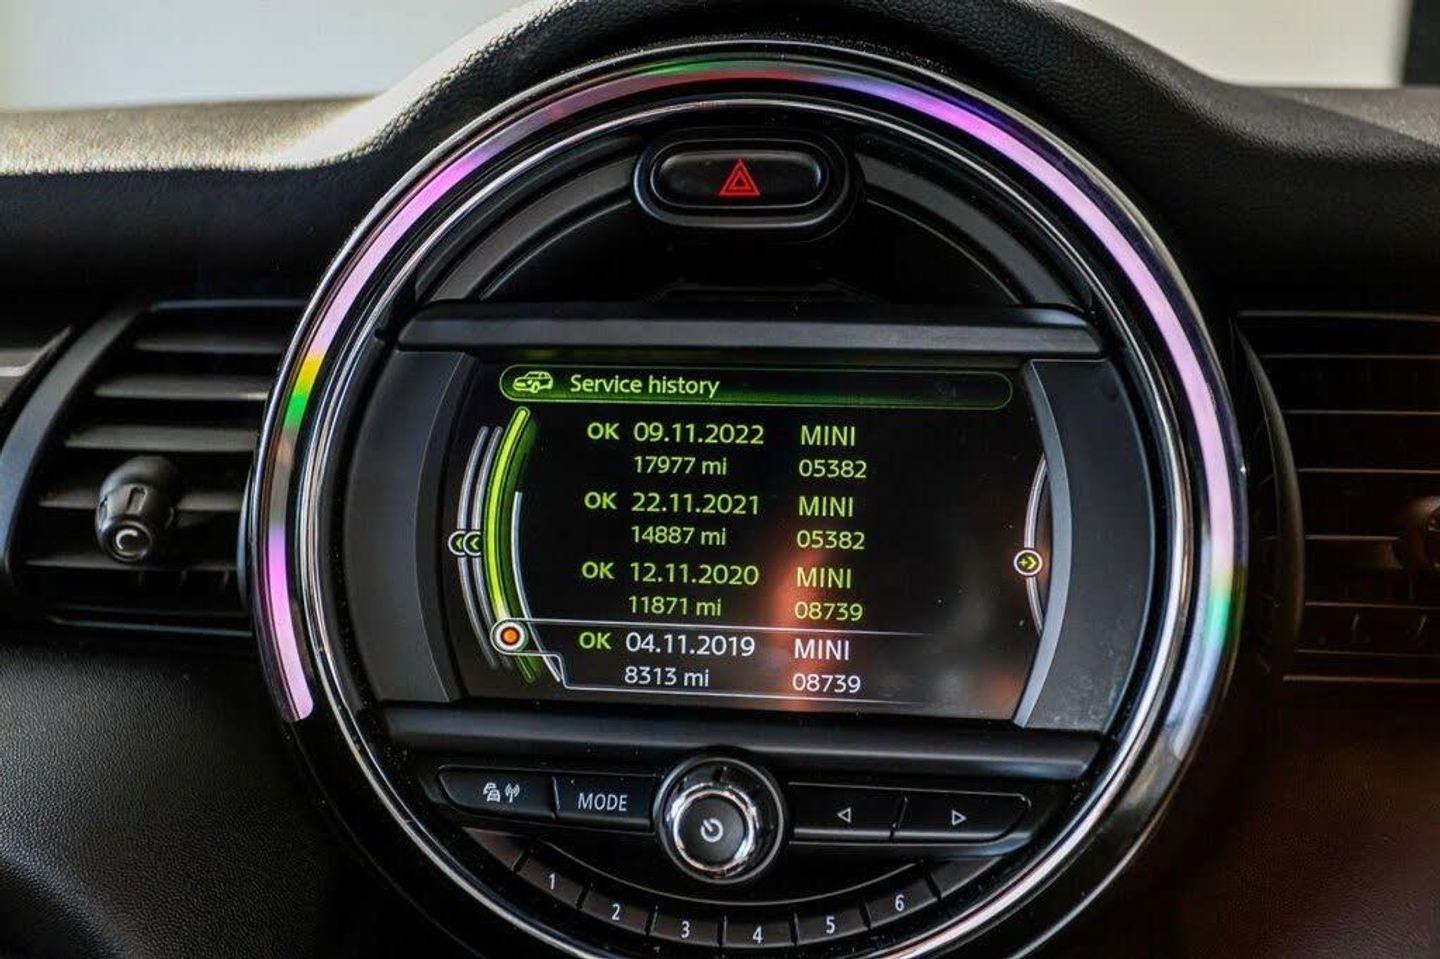 Service history
OK 09.11.2022 MINI
17977 mi 05382
OK 22.11.2021 MINI
14887 mi 05382
OK 12.11.2020 MINI
11871 mi 08739
OK 04.11.2019 MINI
8313 mi 08739
MODE
1 2 3 4 5 6